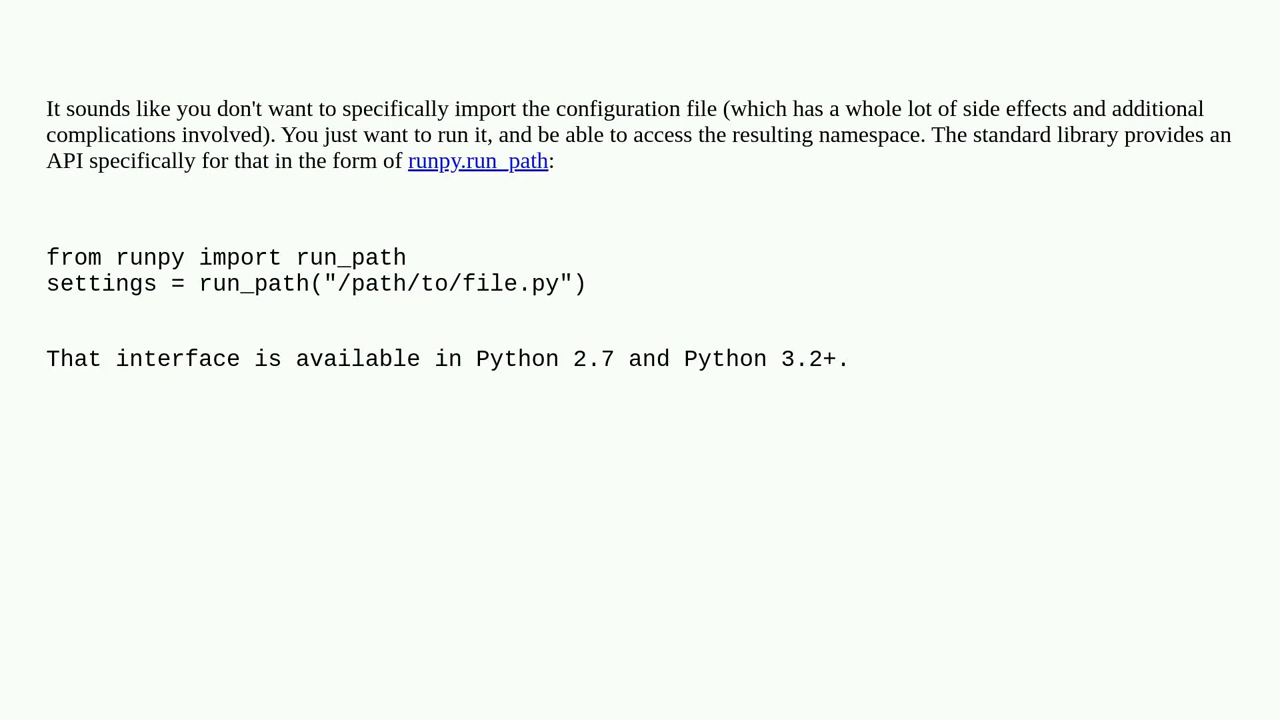 It sounds like you don't want to specifically import the configuration file (which has a whole lot of side effects and additional
complications involved). You just want to run it, and be able to access the resulting namespace. The standard library provides an
API specifically for that in the form of runpy.run_path:
from runpy import run_path
settings = run_path("/path/to/file.py")
That interface is available in Python 2.7 and Python 3.2+.